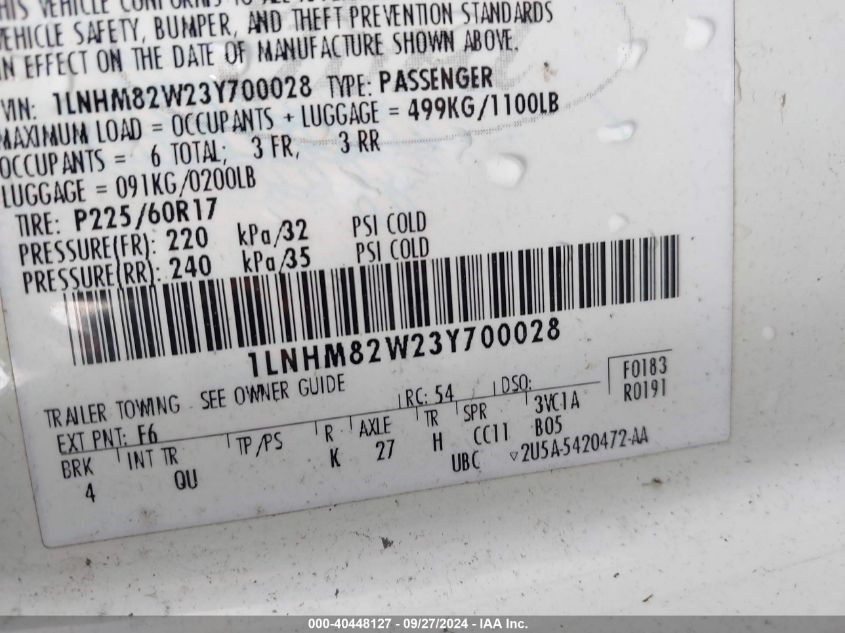 THIS VEHICLE CONFORMS TO ALL
VEHICLE SAFETY, BUMPER, AND THEFT PREVENTION STANDARDS
IN EFFECT ON THE DATE OF MANUFACTURE SHOWN ABOVE.
VIN: 1LNHM82W23Y700028 TYPE: PASSENGER
MAXIMUM LOAD = OCCUPANTS + LUGGAGE = 499KG/1100LB
OCCUPANTS = 6 TOTAL; 3 FR, 3 RR
LUGGAGE = 091KG/0200LB
TIRE: P225/60R17
PRESSURE(FR): 220 kPa/32 PSI COLD
PRESSURE(RR): 240 kPa/35 PSI COLD
1LNHM82W23Y700028
TRAILER TOWING - SEE OWNER GUIDE
F0183
EXT PNT: F6 RC: 54 DSO: R0191
BRK INT TR TP/PS R AXLE TR SPR 3VC1A
4 QU K 27 H CC11 B05
UBC ▽2U5A-5420472-AA
000-40448127 - 09/27/2024 - IAA Inc.